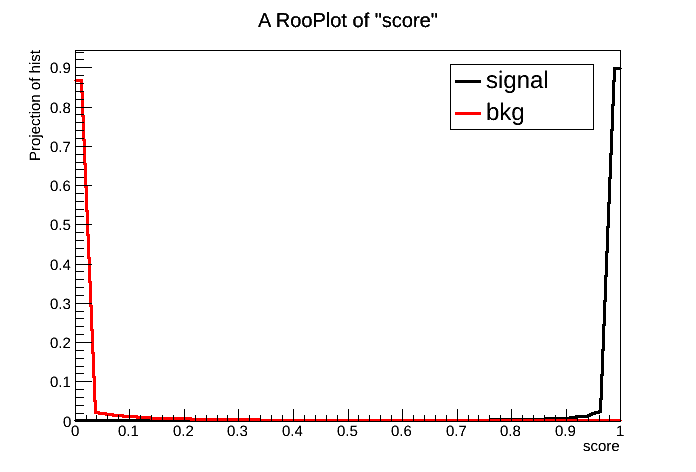 A RooPlot of "score"
Projection of hist
signal
bkg
0.9
0.8
0.7
0.6
0.5
0.4
0.3
0.2
0.1
0
0 0.1 0.2 0.3 0.4 0.5 0.6 0.7 0.8 0.9 1
score